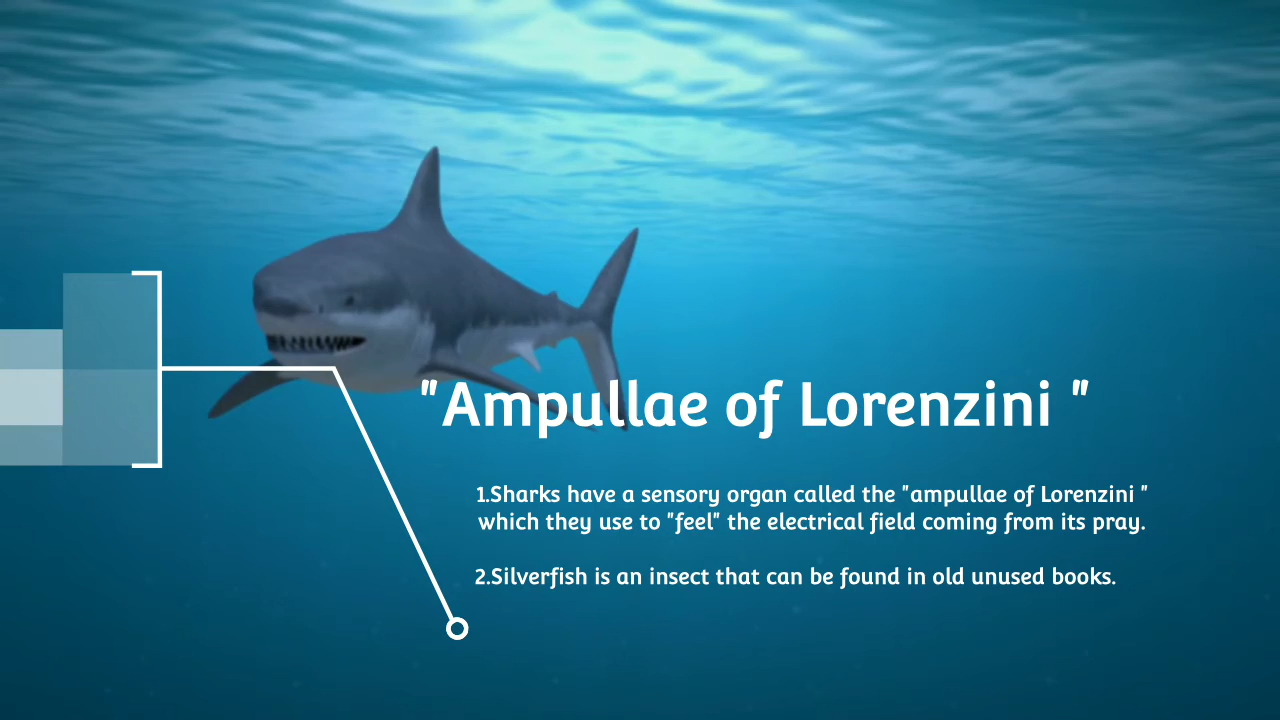 "Ampullae of Lorenzini "
1.Sharks have a sensory organ called the "ampullae of Lorenzini "
which they use to "feel" the electrical field coming from its pray.
2.Silverfish is an insect that can be found in old unused books.